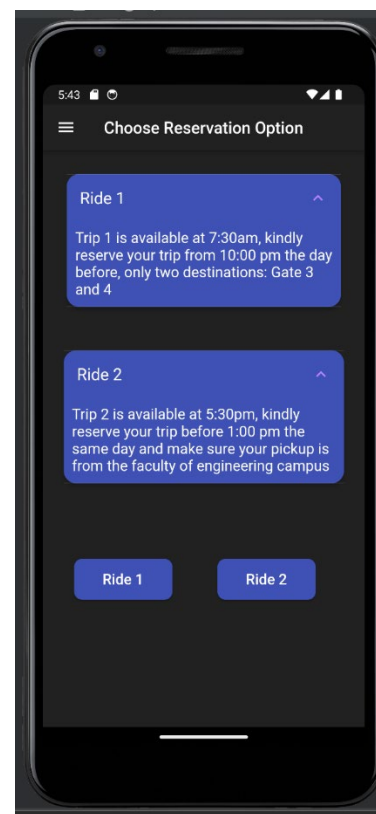 5:43
Choose Reservation Option
Ride 1
Trip 1 is available at 7:30am, kindly
reserve your trip from 10:00 pm the day
before, only two destinations: Gate 3
and 4
Ride 2
Trip 2 is available at 5:30pm, kindly
reserve your trip before 1:00 pm the
same day and make sure your pickup is
from the faculty of engineering campus
Ride 1 Ride 2